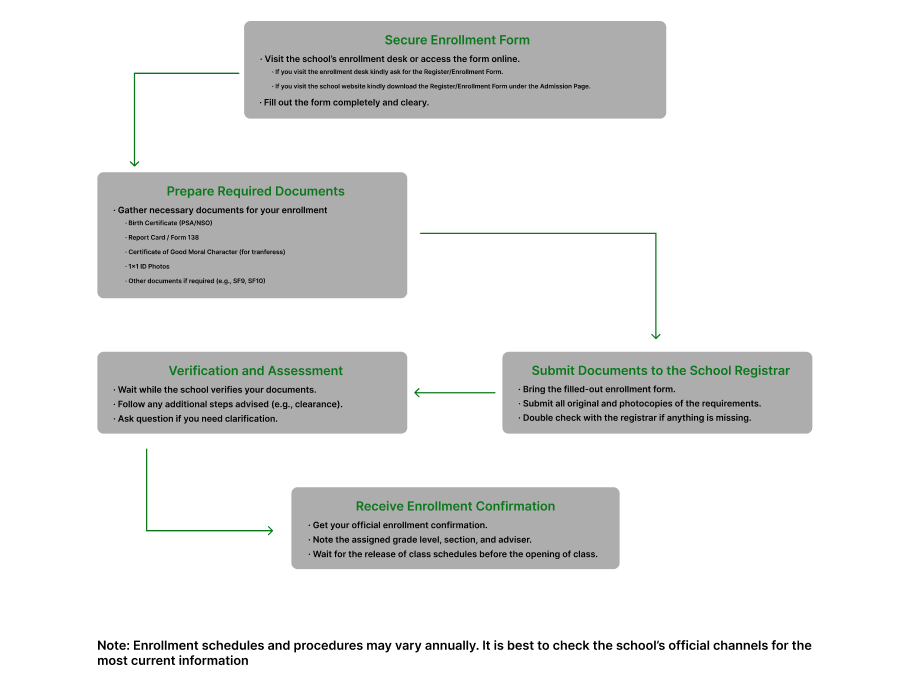 Secure Enrollment Form
· Visit the school's enrollment desk or access the form online.
· If you visit the enrollment desk kindly ask for the Register/Enrollment Form.
· If you visit the school website kindly download the Register/Enrollment Form under the Admission Page.
· Fill out the form completely and cleary.
Prepare Required Documents
· Gather necessary documents for your enrollment
· Birth Certificate (PSA/NSO)
· Report Card / Form 138
· Certificate of Good Moral Character (for tranferess)
· 1×1 ID Photos
· Other documents if required (e.g., SF9, SF10)
Submit Documents to the School Registrar
· Bring the filled-out enrollment form.
· Submit all original and photocopies of the requirements.
· Double check with the registrar if anything is missing.
Verification and Assessment
· Wait while the school verifies your documents.
· Follow any additional steps advised (e.g., clearance).
· Ask question if you need clarification.
Receive Enrollment Confirmation
· Get your official enrollment confirmation.
· Note the assigned grade level, section, and adviser.
· Wait for the release of class schedules before the opening of class.
Note: Enrollment schedules and procedures may vary annually. It is best to check the school's official channels for the
most current information